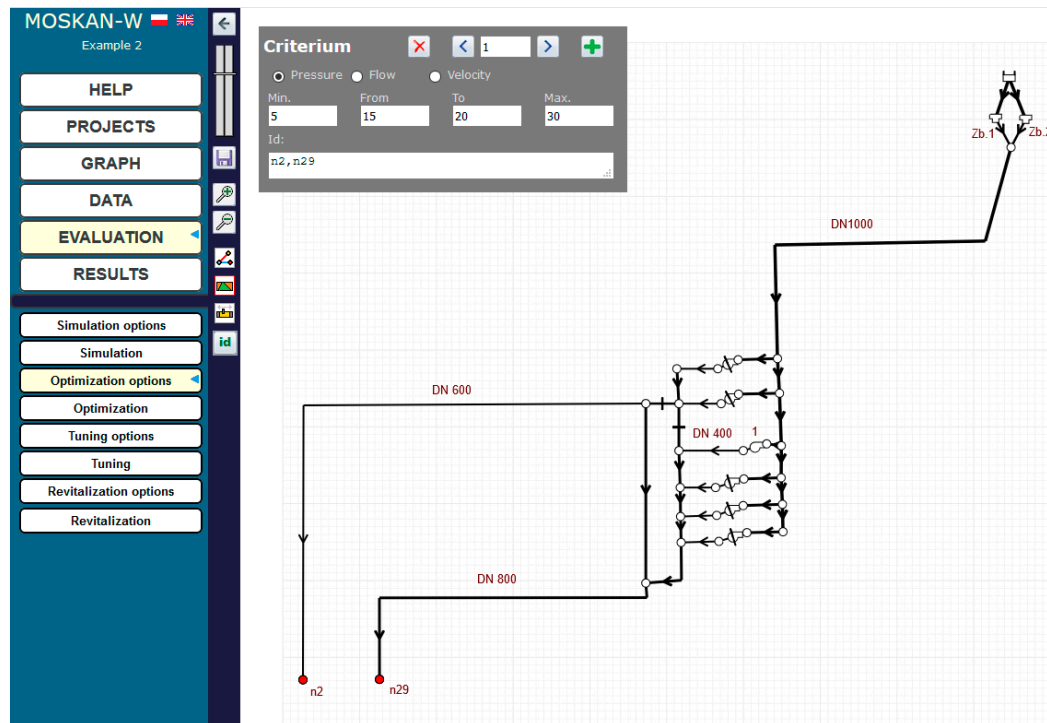 MOSKAN-W
Example 2
HELP
PROJECTS
GRAPH
DATA
EVALUATION
RESULTS
Simulation options
Simulation
Optimization options
Optimization
Tuning options
Tuning
Revitalization options
Revitalization
id
Criterium
1
Pressure Flow Velocity
Min. From To Max.
5 15 20 30
Id:
n2,n29
Zb.1
DN1000
DN 600
DN 400 1
DN 800
n2 n29